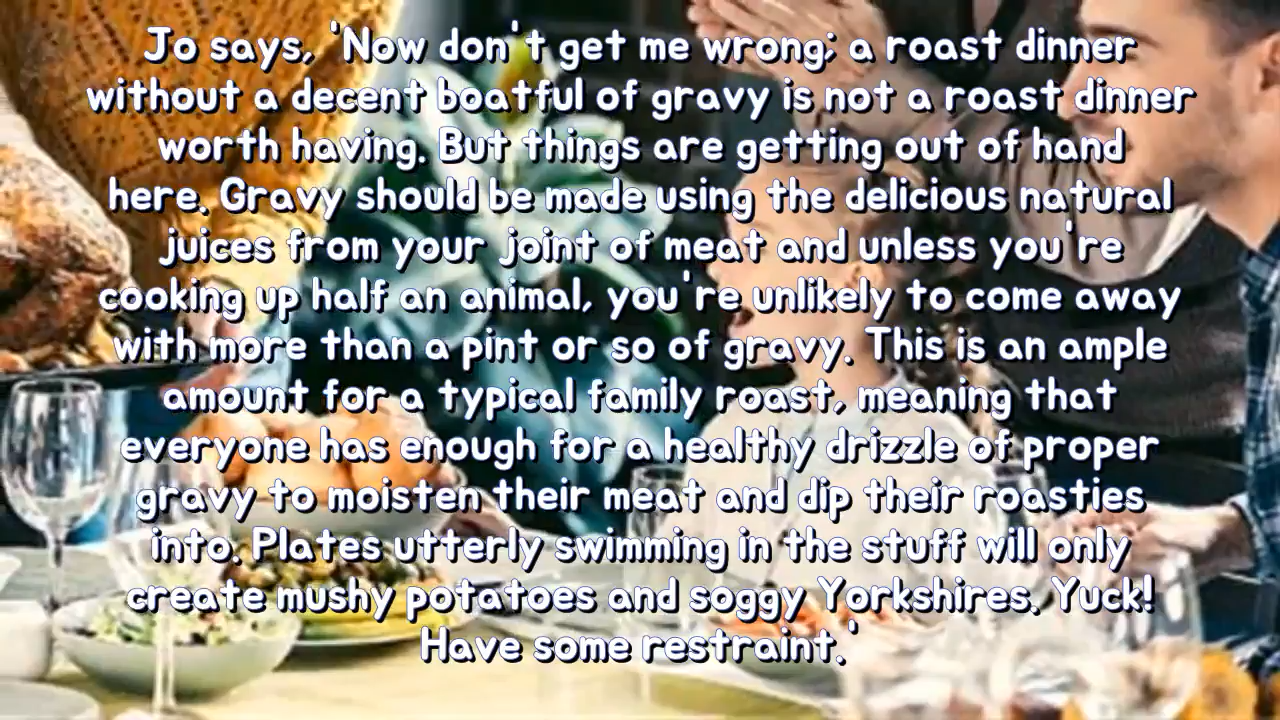 Jo says, 'Now don't get me wrong; a roast dinner
without a decent boatful of gravy is not a roast dinner
worth having. But things are getting out of hand
here. Gravy should be made using the delicious natural
juices from your joint of meat and unless you're
cooking up half an animal, you're unlikely to come away
with more than a pint or so of gravy. This is an ample
amount for a typical family roast, meaning that
everyone has enough for a healthy drizzle of proper
gravy to moisten their meat and dip their roasties
into. Plates utterly swimming in the stuff will only
create mushy potatoes and soggy Yorkshires. Yuck!
Have some restraint.'